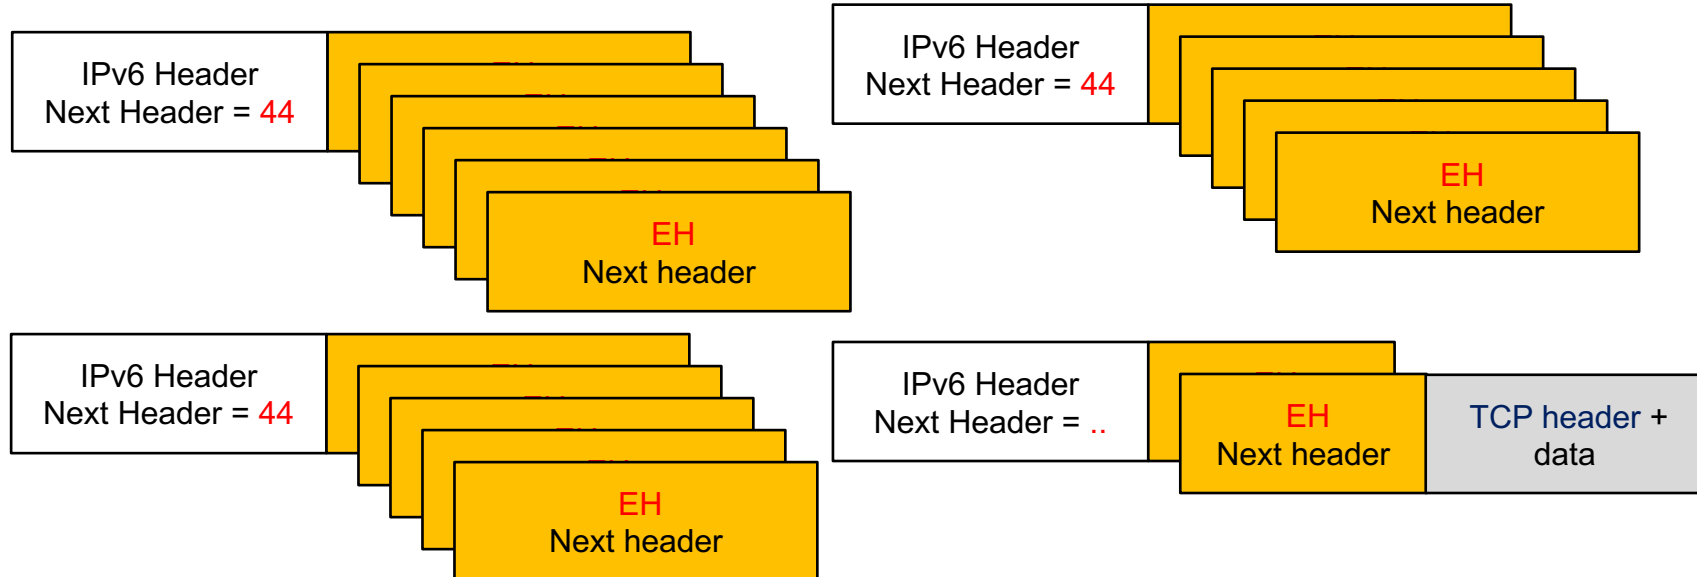 IPv6 Header
Next Header = 44
EH
Next header
IPv6 Header
Next Header = 44
EH
Next header
IPv6 Header
Next Header = 44
EH
Next header
IPv6 Header
Next Header = ..
EH
Next header
TCP header +
data